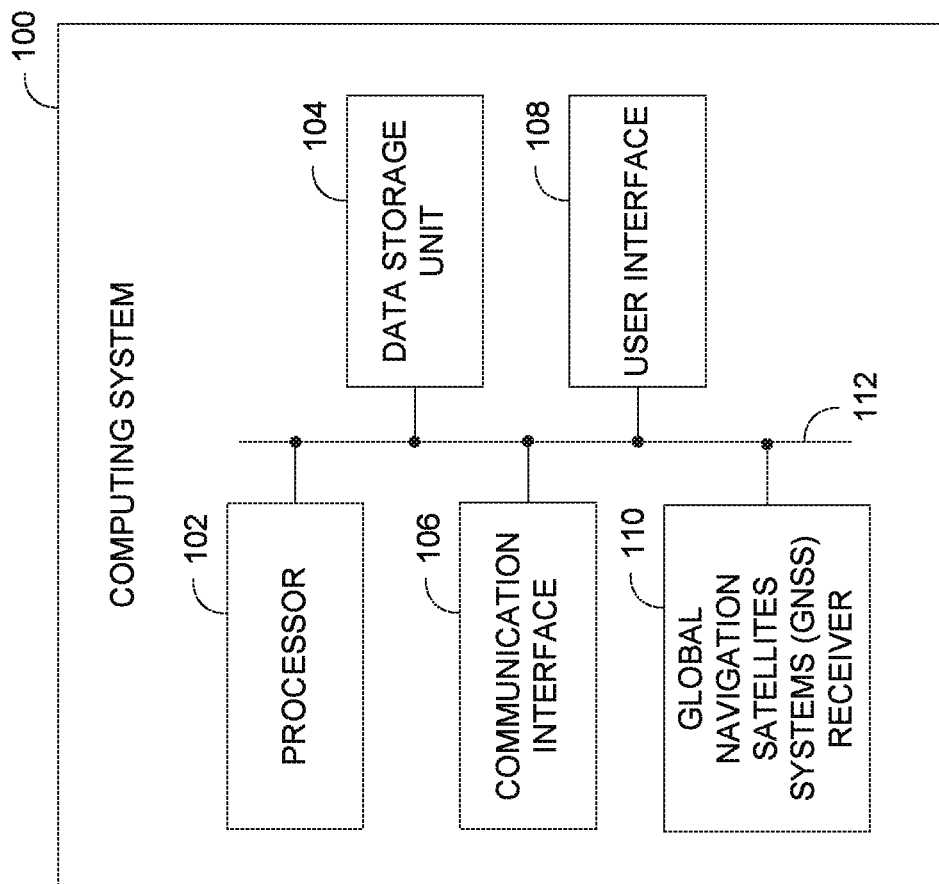 100
COMPUTING SYSTEM
102
PROCESSOR
104
DATA STORAGE
UNIT
106
COMMUNICATION
INTERFACE
108
USER INTERFACE
110
GLOBAL
NAVIGATION
SATELLITES
SYSTEMS (GNSS)
RECEIVER
112